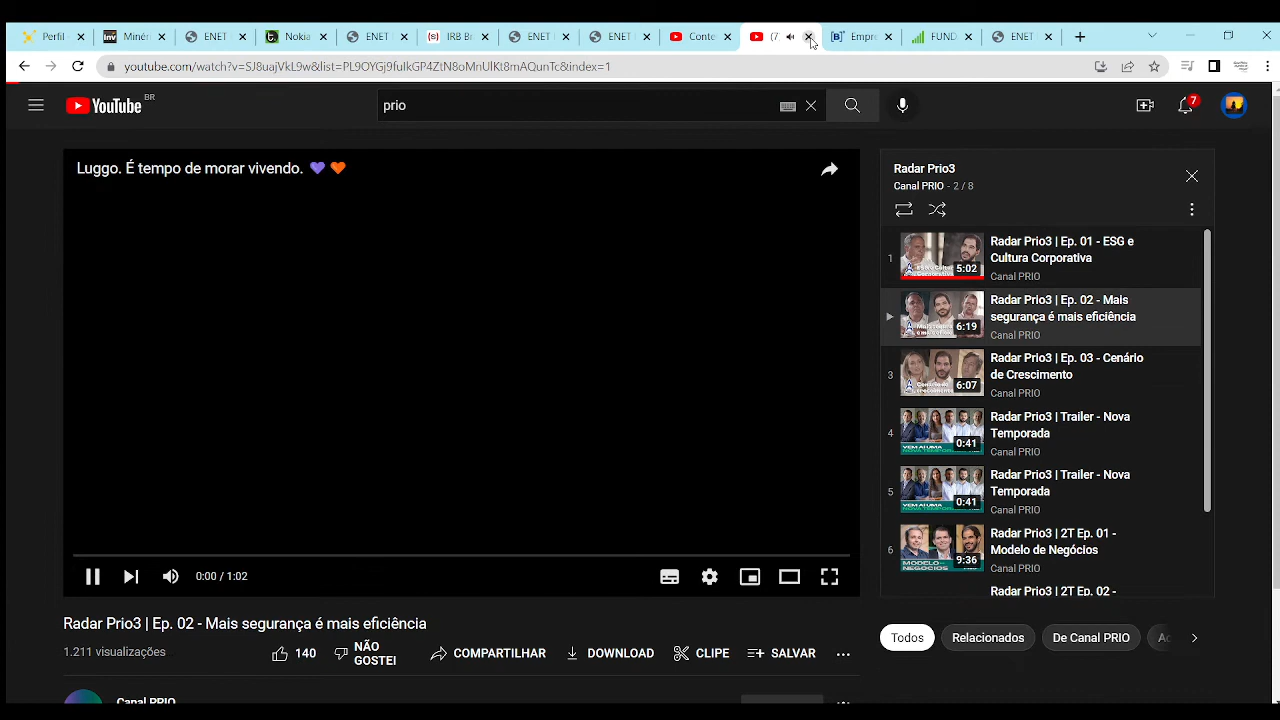 Perfil
Minéri
ENET
Nokia
ENET
IRB Br
ENET
ENET
Conte
(7
Empre
FUND
ENET
youtube.com/watch?v=SJ8uajVkL9w&list=PL9OYGj9fulkGP4ZtN8oMnUlKt8mAQunTc&index=1
YouTube BR
prio
7
Luggo. É tempo de morar vivendo. 💜 🧡
0:00 / 1:02
Radar Prio3 | Ep. 02 - Mais segurança é mais eficiência
1.211 visualizações
140
NÃO
GOSTEI
COMPARTILHAR
DOWNLOAD
CLIPE
SALVAR
Canal PRIO
Radar Prio3
Canal PRIO - 2 / 8
1
5:02
Radar Prio3 | Ep. 01 - ESG e
Cultura Corporativa
Canal PRIO
6:19
Radar Prio3 | Ep. 02 - Mais
segurança é mais eficiência
Canal PRIO
3
6:07
Radar Prio3 | Ep. 03 - Cenário
de Crescimento
Canal PRIO
4
0:41
Radar Prio3 | Trailer - Nova
Temporada
Canal PRIO
5
0:41
Radar Prio3 | Trailer - Nova
Temporada
Canal PRIO
6
9:36
Radar Prio3 | 2T Ep. 01 -
Modelo de Negócios
Canal PRIO
Radar Prio3 | 2T Ep. 02 -
Todos
Relacionados
De Canal PRIO